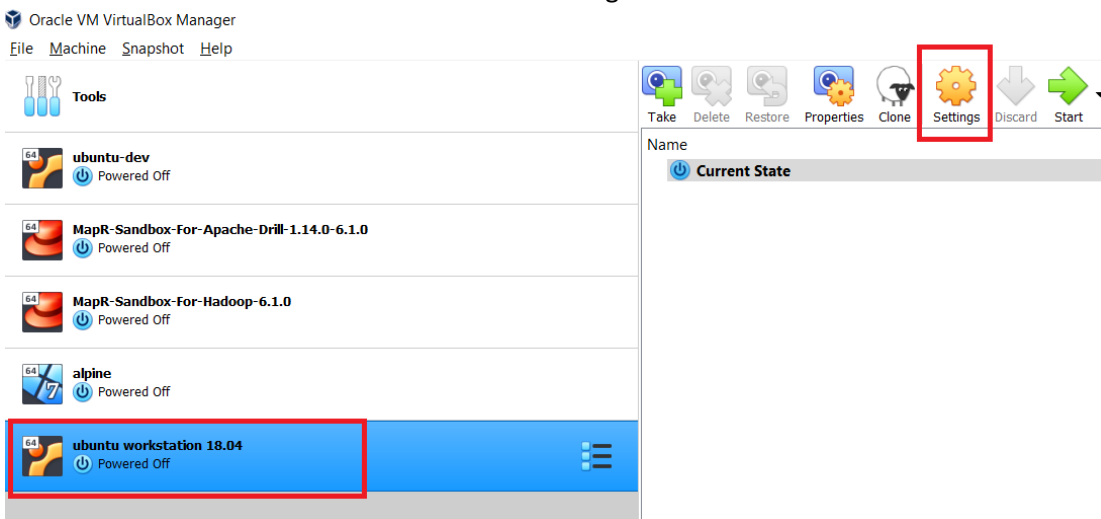 Oracle VM VirtualBox Manager
File Machine Snapshot Help
Tools
64
ubuntu-dev
Powered Off
64
MapR-Sandbox-For-Apache-Drill-1.14.0-6.1.0
Powered Off
64
MapR-Sandbox-For-Hadoop-6.1.0
Powered Off
64
7
alpine
Powered Off
64
ubuntu workstation 18.04
Powered Off
Take Delete Restore Properties Clone Settings Discard Start
Name
Current State